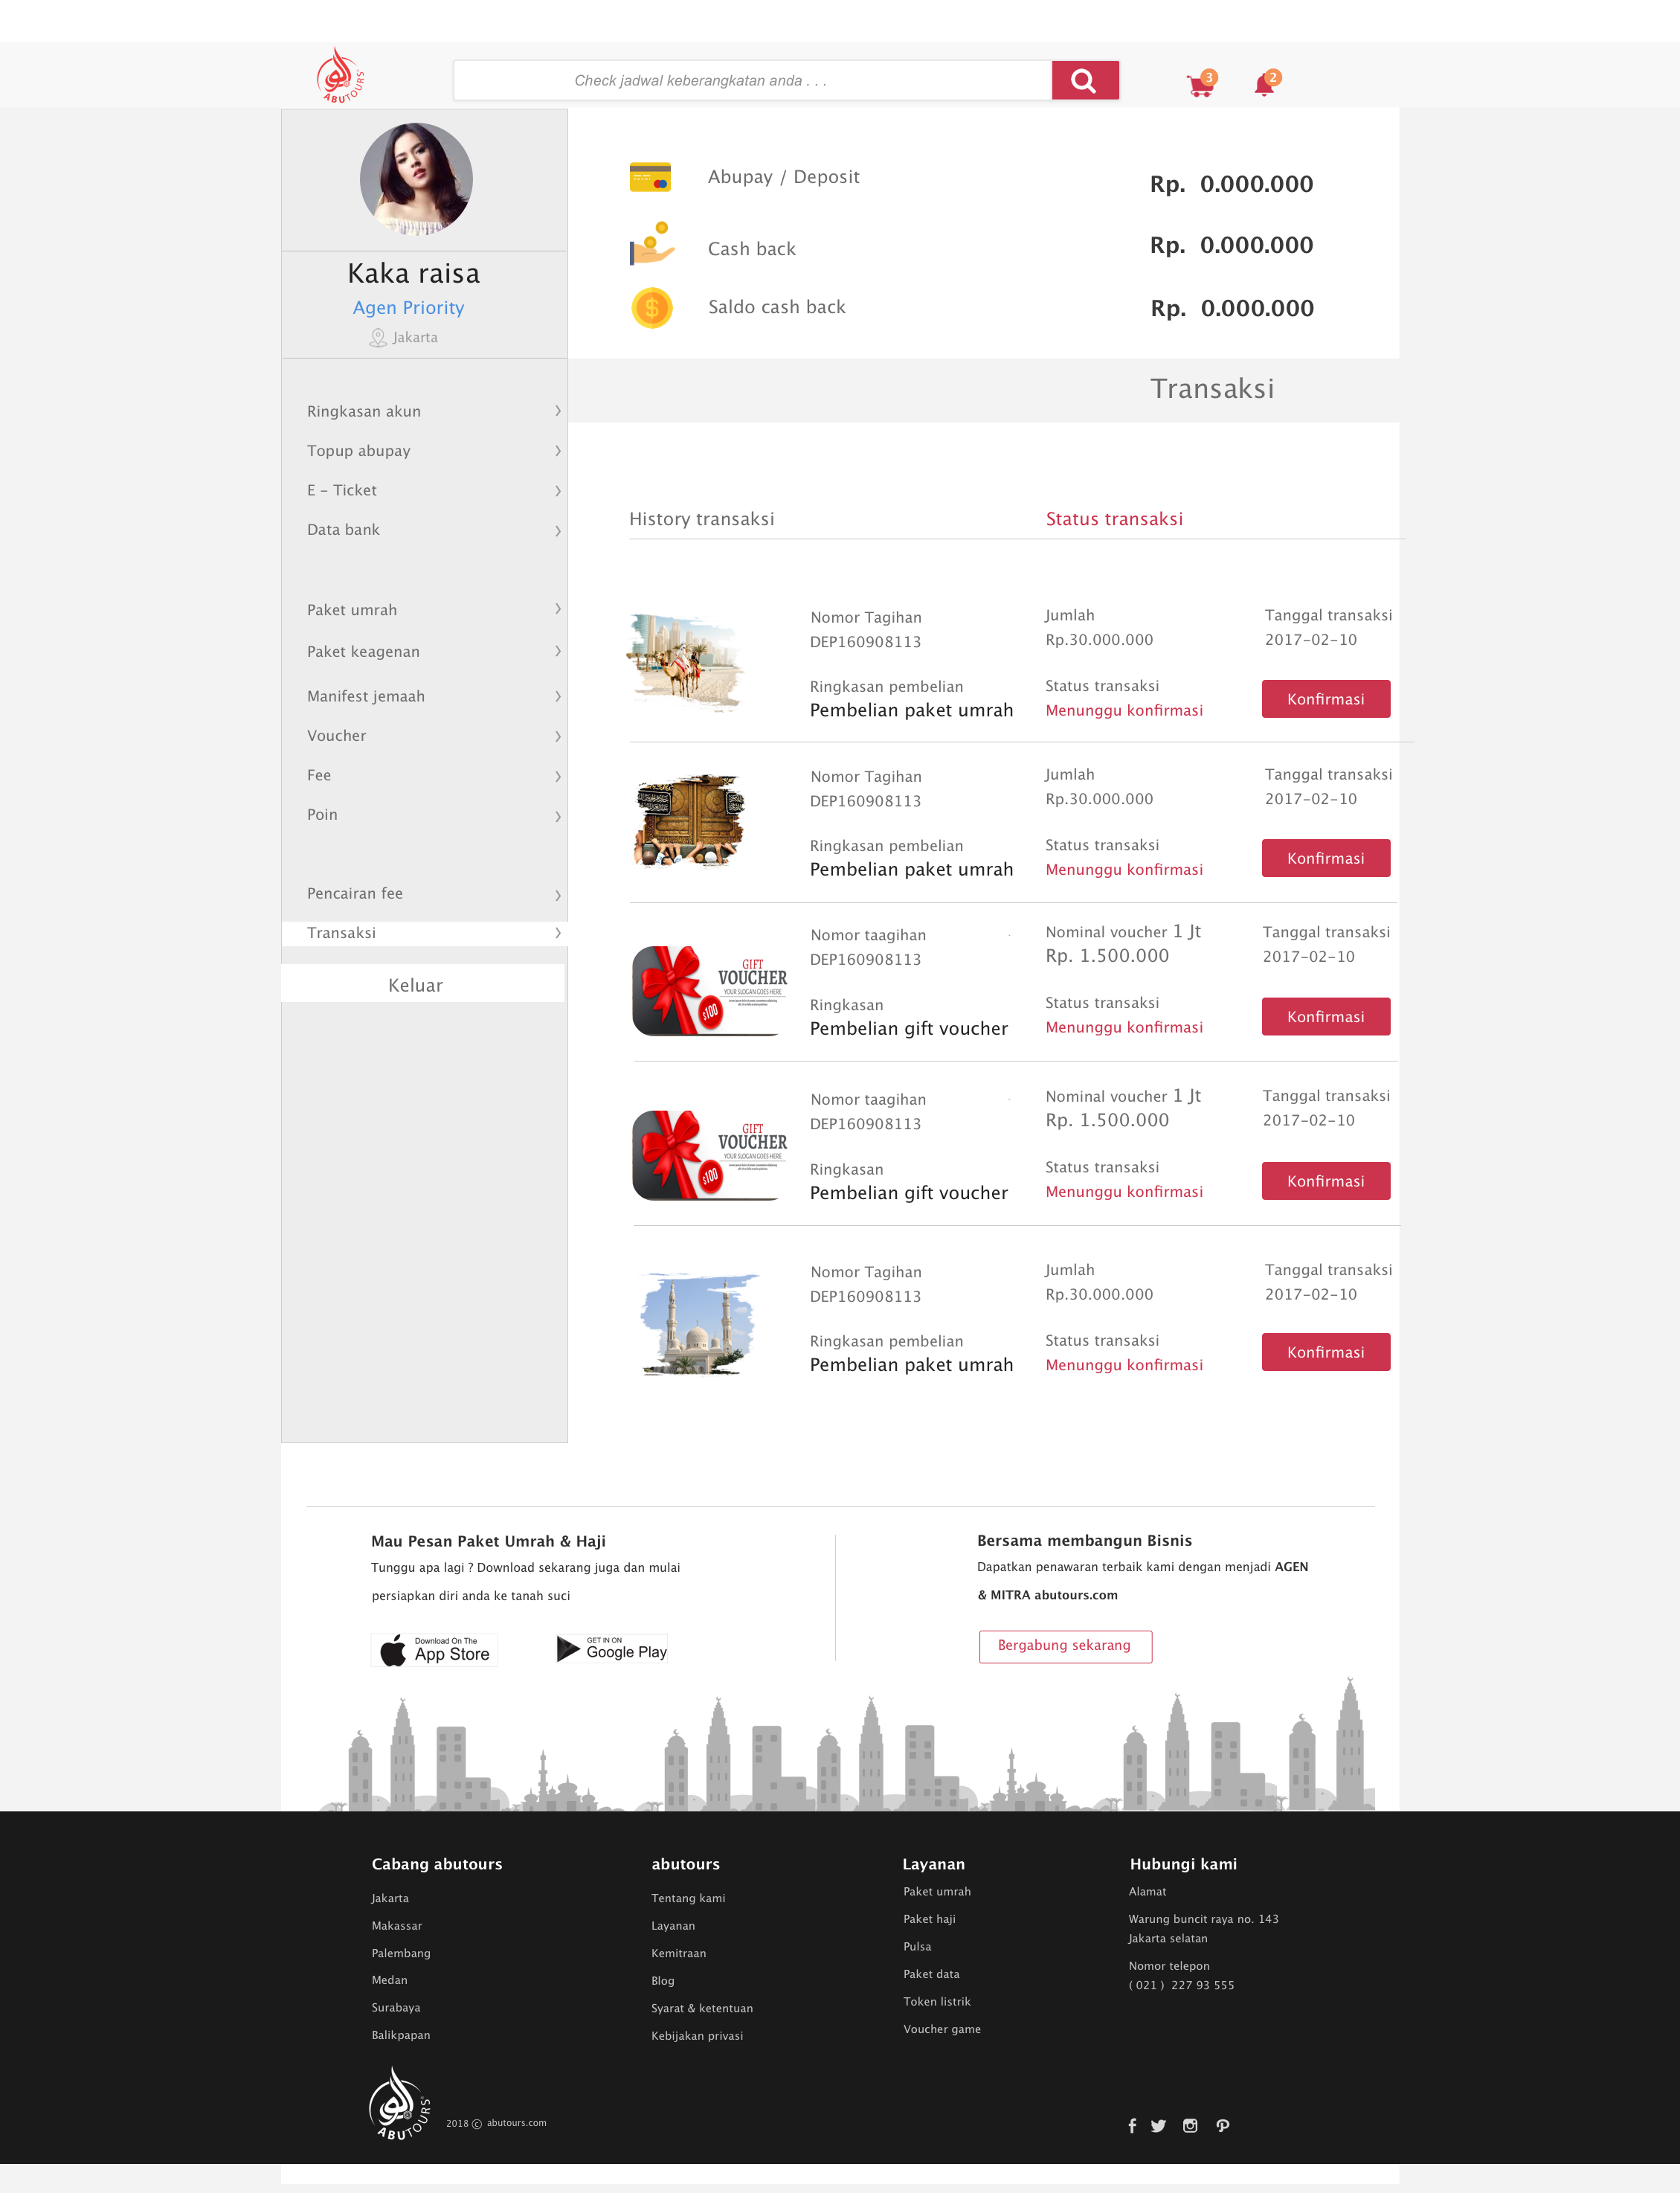 ABUTOURS
Check jadwal keberangkatan anda . . .
3
2
Kaka raisa
Agen Priority
Jakarta
Abupay / Deposit
Rp. 0.000.000
Cash back
Rp. 0.000.000
Saldo cash back
Rp. 0.000.000
Transaksi
Ringkasan akun
Topup abupay
E - Ticket
Data bank
Paket umrah
Paket keagenan
Manifest jemaah
Voucher
Fee
Poin
Pencairan fee
Transaksi
Keluar
History transaksi
Status transaksi
Nomor Tagihan
DEP160908113
Jumlah
Rp.30.000.000
Tanggal transaksi
2017-02-10
Ringkasan pembelian
Pembelian paket umrah
Status transaksi
Menunggu konfirmasi
Konfirmasi
Nomor Tagihan
DEP160908113
Jumlah
Rp.30.000.000
Tanggal transaksi
2017-02-10
Ringkasan pembelian
Pembelian paket umrah
Status transaksi
Menunggu konfirmasi
Konfirmasi
GIFT
VOUCHER
YOUR SLOGAN GOES HERE
$100
Nomor taagihan
DEP160908113
Nominal voucher 1 Jt
Rp. 1.500.000
Tanggal transaksi
2017-02-10
Ringkasan
Pembelian gift voucher
Status transaksi
Menunggu konfirmasi
Konfirmasi
GIFT
VOUCHER
YOUR SLOGAN GOES HERE
$100
Nomor taagihan
DEP160908113
Nominal voucher 1 Jt
Rp. 1.500.000
Tanggal transaksi
2017-02-10
Ringkasan
Pembelian gift voucher
Status transaksi
Menunggu konfirmasi
Konfirmasi
Nomor Tagihan
DEP160908113
Jumlah
Rp.30.000.000
Tanggal transaksi
2017-02-10
Ringkasan pembelian
Pembelian paket umrah
Status transaksi
Menunggu konfirmasi
Konfirmasi
Mau Pesan Paket Umrah & Haji
Tunggu apa lagi ? Download sekarang juga dan mulai
persiapkan diri anda ke tanah suci
Download On The
App Store
GET IN ON
Google Play
Bersama membangun Bisnis
Dapatkan penawaran terbaik kami dengan menjadi AGEN
& MITRA abutours.com
Bergabung sekarang
Cabang abutours
Jakarta
Makassar
Palembang
Medan
Surabaya
Balikpapan
abutours
Tentang kami
Layanan
Kemitraan
Blog
Syarat & ketentuan
Kebijakan privasi
Layanan
Paket umrah
Paket haji
Pulsa
Paket data
Token listrik
Voucher game
Hubungi kami
Alamat
Warung buncit raya no. 143
Jakarta selatan
Nomor telepon
( 021 ) 227 93 555
ABUTOURS
2018 © abutours.com